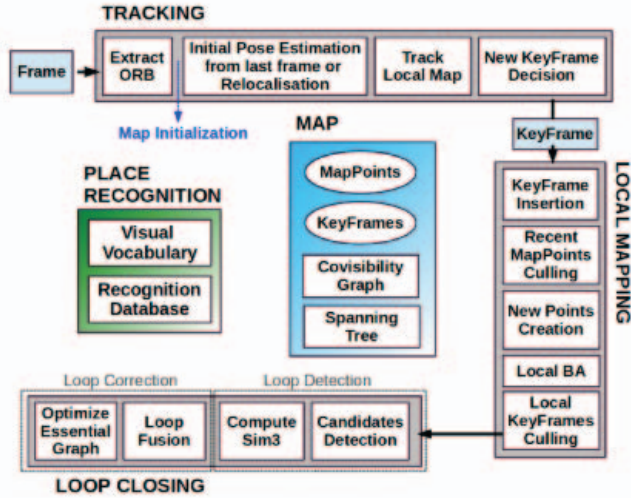 TRACKING
Frame
Extract
ORB
Initial Pose Estimation
from last frame or
Relocalisation
Track
Local Map
New KeyFrame
Decision
Map Initialization
KeyFrame
MAP
MapPoints
KeyFrames
Covisibility
Graph
Spanning
Tree
PLACE
RECOGNITION
Visual
Vocabulary
Recognition
Database
LOCAL MAPPING
KeyFrame
Insertion
Recent
MapPoints
Culling
New Points
Creation
Local BA
Local
KeyFrames
Culling
Loop Correction
Loop Detection
Optimize
Essential
Graph
Loop
Fusion
Compute
Sim3
Candidates
Detection
LOOP CLOSING